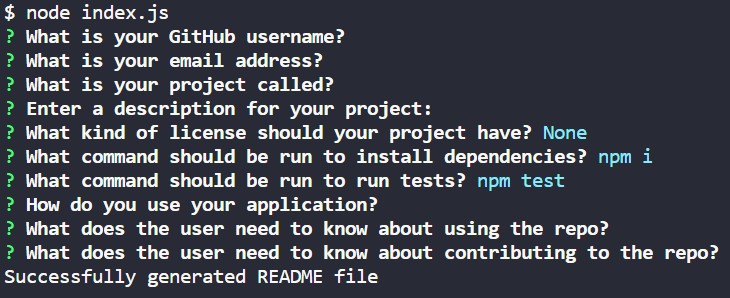 $ node index.js
? What is your GitHub username?
? What is your email address?
? What is your project called?
? Enter a description for your project:
? What kind of license should your project have? None
? What command should be run to install dependencies? npm i
? What command should be run to run tests? npm test
? How do you use your application?
? What does the user need to know about using the repo?
? What does the user need to know about contributing to the repo?
Successfully generated README file